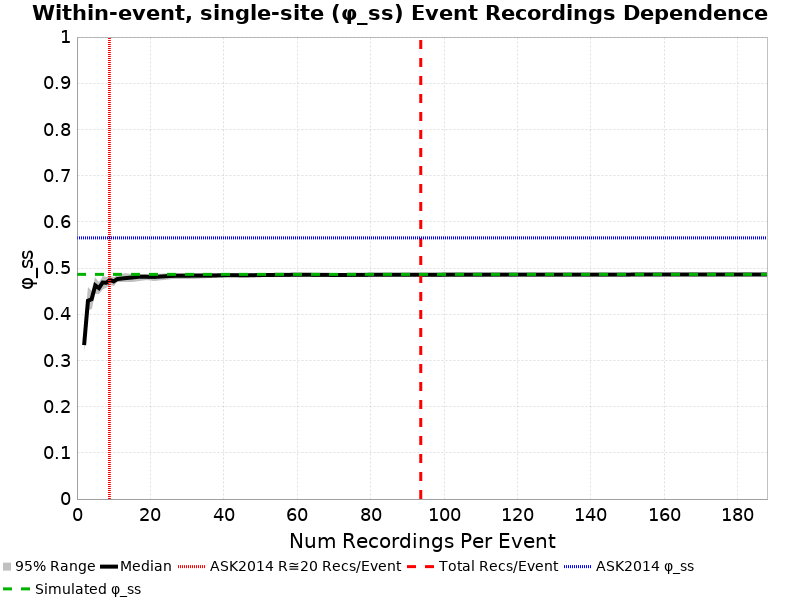 Within-event, single-site (φ_ss) Event Recordings Dependence
1
0.9
0.8
0.7
0.6
0.5
0.4
0.3
0.2
0.1
0
φ_ss
0 20 40 60 80 100 120 140 160 180
Num Recordings Per Event
95% Range Median ASK2014 R≅20 Recs/Event Total Recs/Event ASK2014 φ_ss
Simulated φ_ss